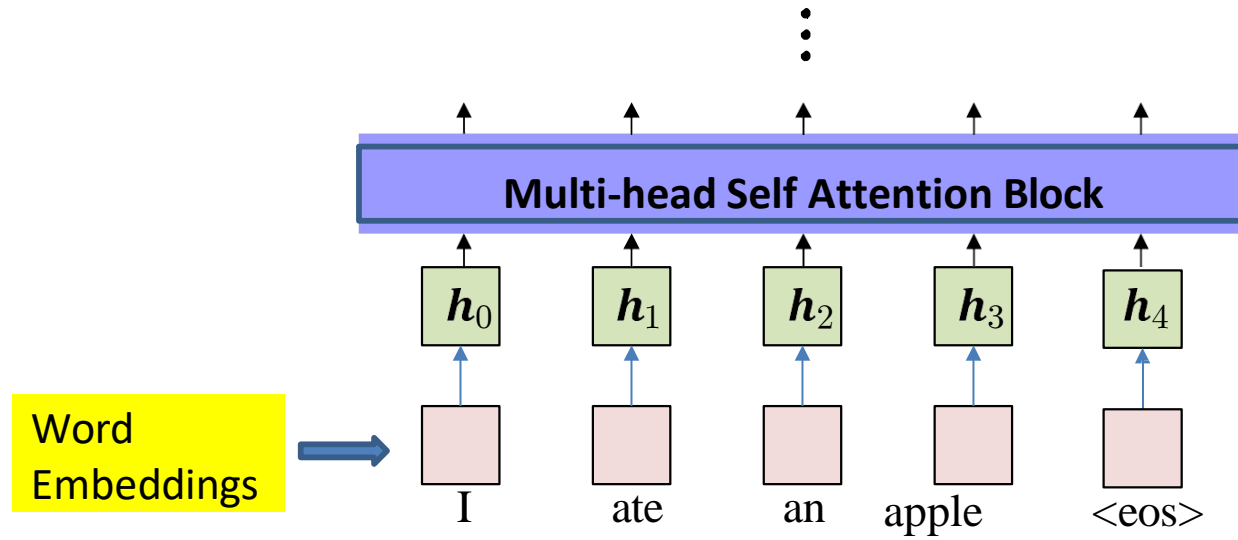 Multi-head Self Attention Block
h₀ h₁ h₂ h₃ h₄
Word
Embeddings
I ate an apple <eos>